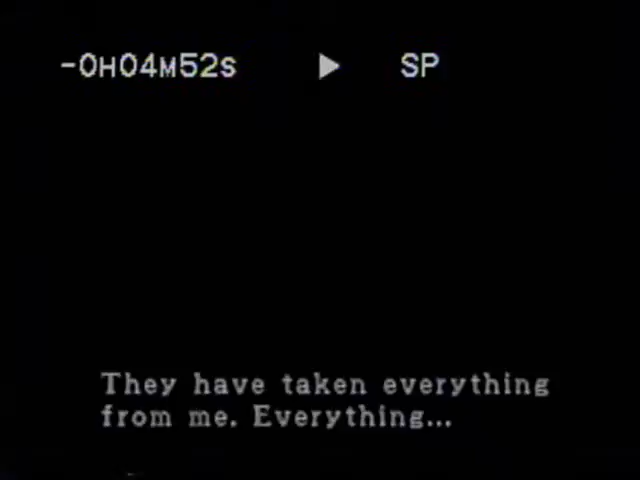 -0H04M52S ▶ SP
They have taken everything
from me. Everything...